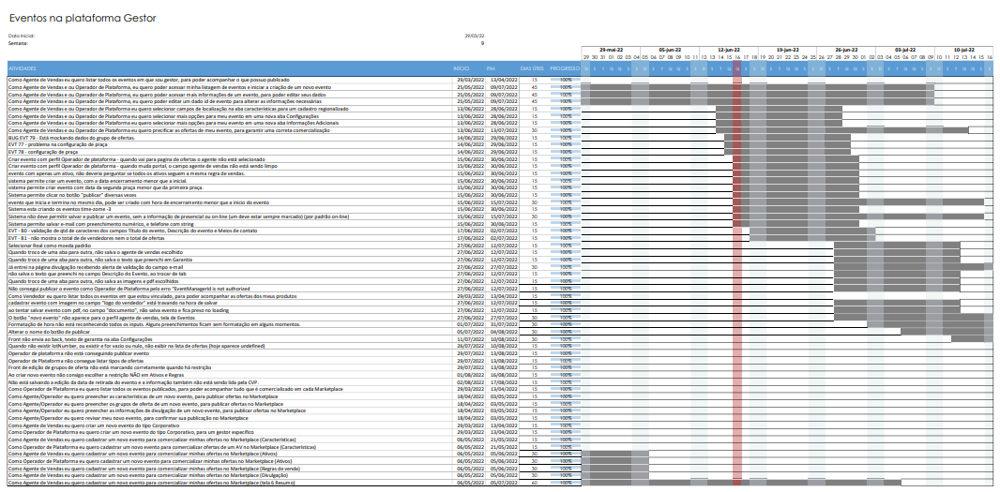 Eventos na plataforma Gestor
Data Inicial: 29/03/22
Semana: 9
29-mai-22 05-jun-22 12-jun-22 19-jun-22 26-jun-22 03-jul-22 10-jul-22
29 30 31 01 02 03 04 05 06 07 08 09 10 11 12 13 14 15 16 17 18 19 20 21 22 23 24 25 26 27 28 29 30 01 02 03 04 05 06 07 08 09 10 11 12 13 14 15 16
ATIVIDADES INÍCIO FIM DIAS ÚTEIS PROGRESSO D S T Q Q S S D S T Q Q S S D S T Q Q S S D S T Q Q S S D S T Q Q S S D S T Q Q S S D S T Q Q S S
Como Agente de Vendas eu quero listar todos os eventos em que sou gestor, para poder acompanhar o que possuo publicado 29/03/2022 13/04/2022 15 100%
Como Agente de Vendas e/ou Operador de Plataforma, eu quero poder acessar minha listagem de eventos e iniciar a criação de um novo evento 25/05/2022 09/07/2022 45 100%
Como Agente de Vendas e/ou Operador de Plataforma, eu quero poder acessar mais informações de um evento, para poder editar seus dados 25/05/2022 09/07/2022 45 100%
Como Agente de Vendas e/ou Operador de Plataforma, eu quero poder editar um dado id de evento para alterar as informações necessárias 25/05/2022 09/07/2022 45 100%
Como Agente de Vendas e/ou Operador de Plataforma eu quero selecionar campos de localização na aba características para um cadastro regionalizado 13/06/2022 28/06/2022 15 100%
Como Agente de Vendas e/ou Operador de Plataforma eu quero selecionar mais opções para meu evento em uma nova aba Configurações 13/06/2022 28/06/2022 15 100%
Como Agente de Vendas e/ou Operador de Plataforma eu quero selecionar mais opções para meu evento em uma nova aba Informações Adicionais 13/06/2022 28/06/2022 15 100%
Como Agente de Vendas e/ou Operador de Plataforma eu quero precificar as ofertas de meu evento, para garantir uma correta comercialização 13/06/2022 13/07/2022 30 100%
BUG EVT 79 - Está mockando dados do grupo de ofertas. 14/06/2022 29/06/2022 15 100%
EVT 77 - problema na configuração de praça 14/06/2022 29/06/2022 15 100%
EVT 78 - configuração de praça 14/06/2022 29/06/2022 15 100%
Criar evento com perfil Operador de plataforma - quando vai para pagina de ofertas o agente não está selecionado 15/06/2022 30/06/2022 15 100%
Criar evento com perfil Operador de plataforma - quando muda portal, o campo agente de vendas não está sendo limpo 15/06/2022 30/06/2022 15 100%
evento com apenas um ativo, não deveria perguntar se todos os ativos seguem a mesma regra de vendas. 15/06/2022 30/06/2022 15 100%
sistema permite criar um evento, com a data encerramento menor que a inicial. 15/06/2022 30/06/2022 15 100%
sistema permite criar evento com data da segunda praça menor que da primeira praça. 15/06/2022 30/06/2022 15 100%
Sistema permite clicar no botão "publicar" diversas vezes 15/06/2022 30/06/2022 15 100%
evento que inicia e termina no mesmo dia, pode ser criado com hora de encerramento menor que a inicio do evento 15/06/2022 15/07/2022 30 100%
Sistema esta criando os eventos time-zome -3 15/06/2022 30/06/2022 15 100%
Sistema não deve permitir salvar e publicar um evento, sem a informação de presencial ou on-line (um deve estar sempre marcado) (por padrão on-line) 15/06/2022 15/07/2022 30 100%
Sistema permite salvar e-mail com preenchimento numérico, e telefone com string 15/06/2022 30/06/2022 15 100%
EVT - 80 - validação de qtd de caracteres dos campos Título do evento, Descrição do evento e Meios de contato 17/06/2022 02/07/2022 15 100%
EVT - 81 - não mostra o total de de vendedores nem o total de ofertas 17/06/2022 02/07/2022 15 100%
Selecionar Real como moeda padrão 27/06/2022 12/07/2022 15 100%
Quando troco de uma aba para outra, não salva o agente de vendas escolhido 27/06/2022 12/07/2022 15 100%
Quando troco de uma aba para outra, não salva o texto que preenchi em Garantia 27/06/2022 12/07/2022 15 100%
Já entrei na página divulgação recebendo alerta de validação do campo e-mail 27/06/2022 27/07/2022 30 100%
não salva o texto que preenchi no campo Descrição do Evento, ao trocar de tab 27/06/2022 12/07/2022 15 100%
Quando troco de uma aba para outra, não salva as imagens e pdf escolhidos 27/06/2022 12/07/2022 15 100%
Não consegui publicar o evento como Operador de Plataforma pelo erro "EventManagerId is not authorized 27/06/2022 12/07/2022 15 100%
Como Vendedor eu quero listar todos os eventos em que estou vinculado, para poder acompanhar as ofertas dos meus produtos 29/03/2022 13/04/2022 15 100%
cadastrar evento com imagem no campo "logo do vendedor" está travando na hora de salvar 27/06/2022 12/07/2022 15 100%
ao tentar salvar evento com pdf, no campo "documento", não salva evento e fica preso no loading 27/06/2022 12/07/2022 15 100%
O botão "novo evento" não aparece para o perfil agente de vendas, tela de Eventos 27/06/2022 27/07/2022 30 100%
Formatação de hora não está reconhecendo todos os inputs. Alguns preenchimentos ficam sem formatação em alguns momentos. 01/07/2022 31/07/2022 30 100%
Alterar o nome do botão de publicar 05/07/2022 04/08/2022 30 100%
Front não envia ao back, texto de garantia na aba Configurações 11/07/2022 10/08/2022 30 100%
Quando não existir lotNumber, ou existir e for vazio ou nulo, não exibir na lista de ofertas (hoje aparece undefined) 26/07/2022 10/08/2022 15 100%
Operador de plataforma não está conseguindo publicar evento 29/07/2022 13/08/2022 15 100%
Operador de Plataforma não consegue listar tipos de ofertas 29/07/2022 13/08/2022 15 100%
Front de edição de grupos de oferta não está marcando corretamente quando há restrição 29/07/2022 13/08/2022 15 100%
Ao criar novo evento não consigo escolher a restrição NÃO em Ativos e Regras 01/08/2022 16/08/2022 15 100%
Não está salvando a edição da data de retirada do evento e a informação também não está sendo lida pela CVP. 02/08/2022 17/08/2022 15 100%
Como Operador de Plataforma eu quero listar todos os eventos publicados, para poder acompanhar tudo que é comercializado em cada Marketplace 29/03/2022 13/04/2022 15 100%
Como Agente/Operador eu quero preencher as características de um novo evento, para publicar ofertas no Marketplace 18/04/2022 03/05/2022 15 100%
Como Agente/Operador eu quero preencher os grupos de oferta de um novo evento, para publicar ofertas no Marketplace 18/04/2022 03/05/2022 15 100%
Como Agente/Operador eu quero preencher as informações de divulgação de um novo evento, para publicar ofertas no Marketplace 18/04/2022 03/05/2022 15 100%
Como Agente/Operador eu quero revisar meu novo evento, para confirmar sua publicação no Marketplace 18/04/2022 03/05/2022 15 100%
Como Agente de Vendas eu quero criar um novo evento do tipo Corporativo 29/03/2022 13/04/2022 15 100%
Como Operador de Plataforma eu quero criar um novo evento do tipo Corporativo, para um gestor específico 29/03/2022 13/04/2022 15 100%
Como Agente de Vendas eu quero cadastrar um novo evento para comercializar minhas ofertas no Marketplace (Características) 06/05/2022 21/05/2022 15 100%
Como Operador de Plataforma eu quero cadastrar um novo evento para comercializar ofertas de um AV no Marketplace (Características) 06/05/2022 21/05/2022 15 100%
Como Agente de Vendas eu quero cadastrar um novo evento para comercializar minhas ofertas no Marketplace (Ativos) 06/05/2022 05/06/2022 30 100%
Como Operador de Plataforma eu quero cadastrar um novo evento para comercializar minhas ofertas no Marketplace (Ativos) 06/05/2022 05/06/2022 30 100%
Como Agente de Vendas eu quero cadastrar um novo evento para comercializar minhas ofertas no Marketplace (Regras de venda) 06/05/2022 05/06/2022 30 100%
Como Agente de Vendas eu quero cadastrar um novo evento para comercializar minhas ofertas no Marketplace (Divulgação) 06/05/2022 05/06/2022 30 100%
Como Agente de Vendas eu quero cadastrar um novo evento para comercializar minhas ofertas no Marketplace (tela 6 Resumo) 06/05/2022 05/07/2022 60 100%